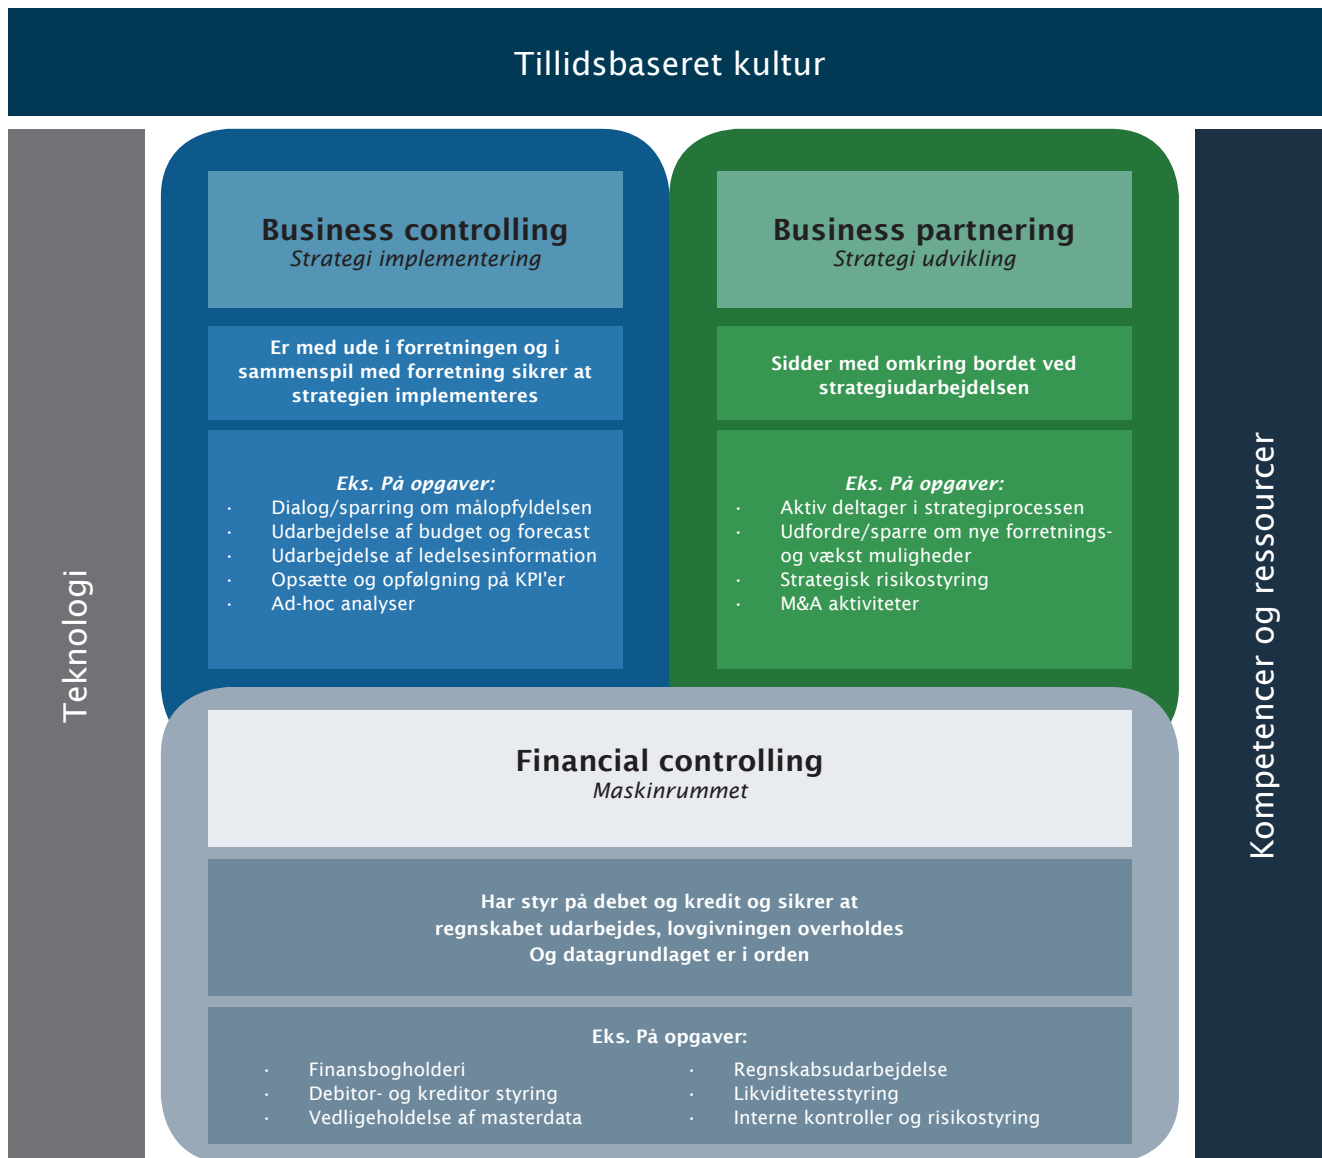 Tillidsbaseret kultur
Teknologi
Business controlling
Strategi implementering
Er med ude i forretningen og i
sammenspil med forretning sikrer at
strategien implementeres
Eks. På opgaver:
· Dialog/sparring om målopfyldelsen
· Udarbejdelse af budget og forecast
· Udarbejdelse af ledelsesinformation
· Opsætte og opfølgning på KPI'er
· Ad-hoc analyser
Business partnering
Strategi udvikling
Sidder med omkring bordet ved
strategiudarbejdelsen
Eks. På opgaver:
· Aktiv deltager i strategiprocessen
· Udfordre/sparre om nye forretnings-
· og vækst muligheder
· Strategisk risikostyring
· M&A aktiviteter
Kompetencer og ressourcer
Financial controlling
Maskinrummet
Har styr på debet og kredit og sikrer at
regnskabet udarbejdes, lovgivningen overholdes
Og datagrundlaget er i orden
Eks. På opgaver:
· Finansbogholderi
· Debitor- og kreditor styring
· Vedligeholdelse af masterdata
· Regnskabsudarbejdelse
· Likviditetesstyring
· Interne kontroller og risikostyring